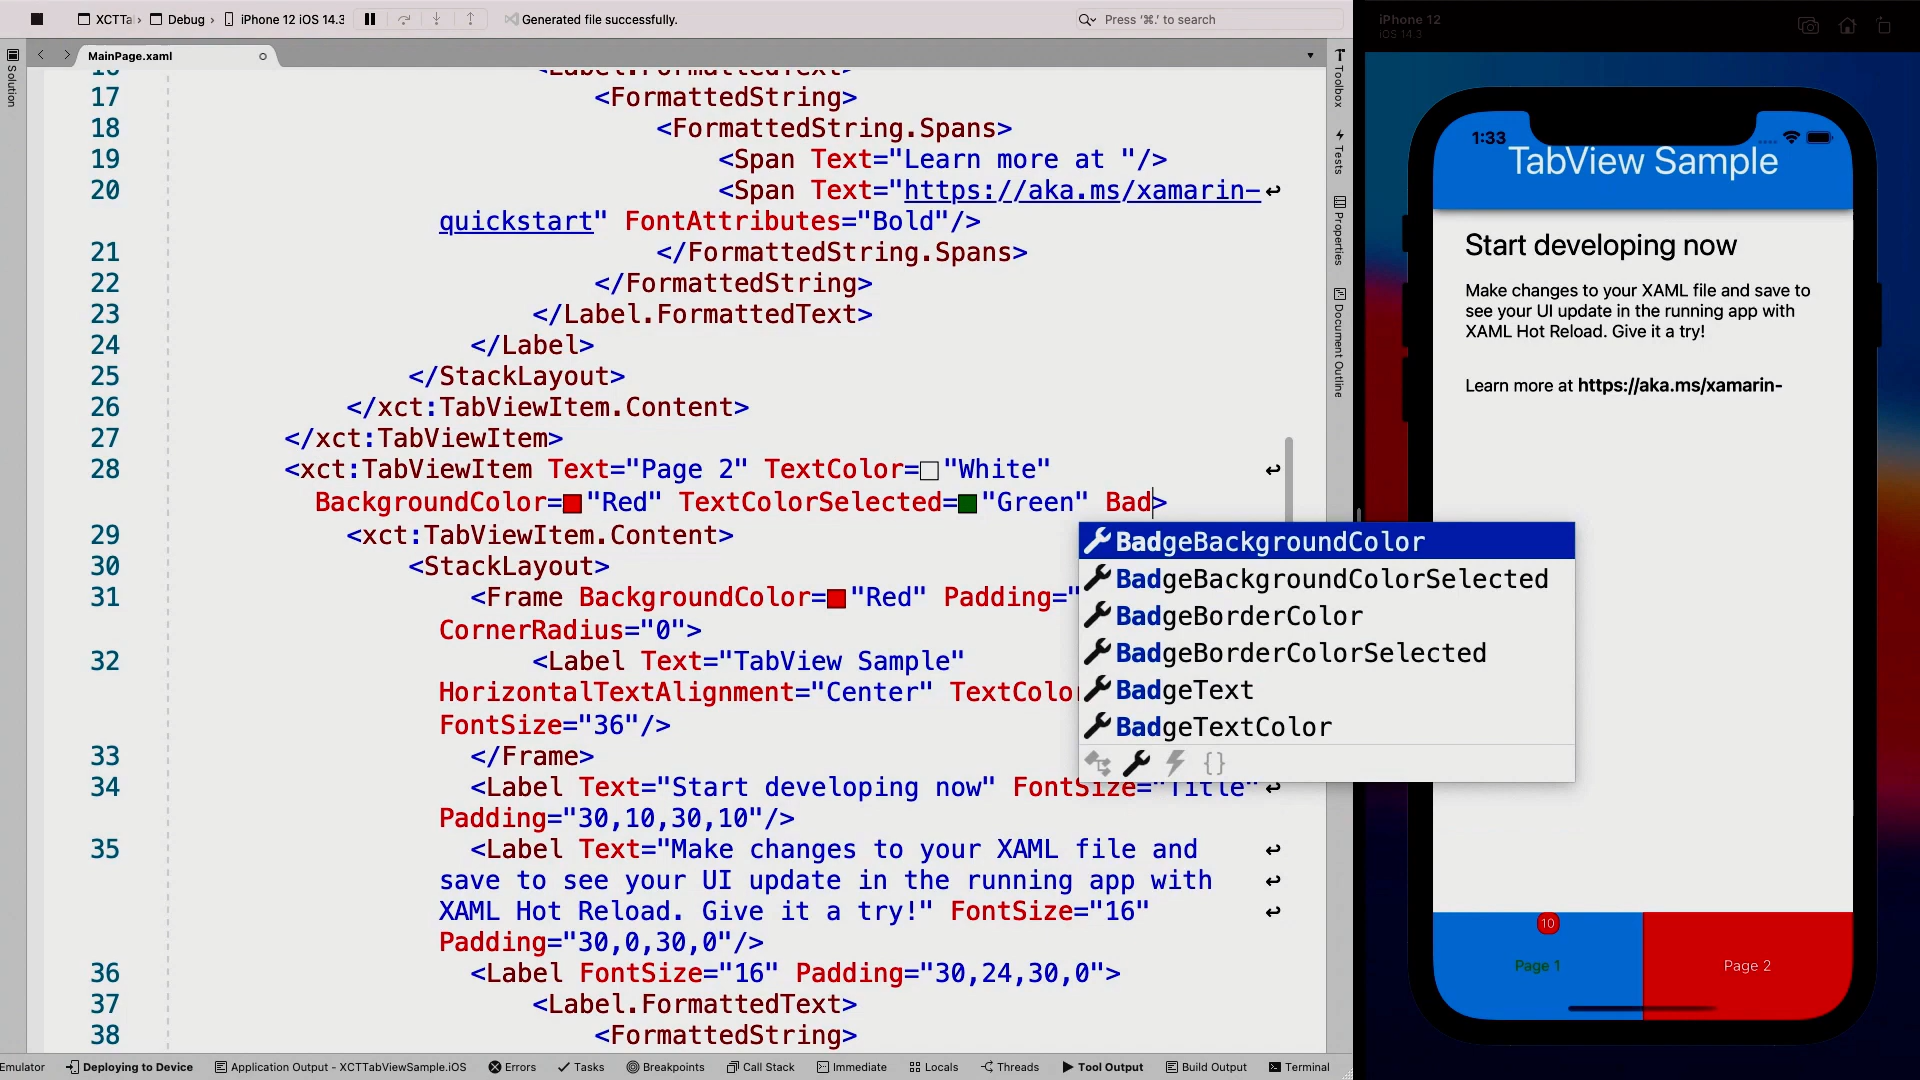 XCTTa Debug iPhone 12 iOS 14.3 Generated file successfully. Press '⌘.' to search
MainPage.xaml
Solution
<Label.FormattedText>
17 <FormattedString>
18 <FormattedString.Spans>
19 <Span Text="Learn more at "/>
20 <Span Text="https://aka.ms/xamarin-
quickstart" FontAttributes="Bold"/>
21 </FormattedString.Spans>
22 </FormattedString>
23 </Label.FormattedText>
24 </Label>
25 </StackLayout>
26 </xct:TabViewItem.Content>
27 </xct:TabViewItem>
28 <xct:TabViewItem Text="Page 2" TextColor="White"
BackgroundColor="Red" TextColorSelected="Green" Bad>
29 <xct:TabViewItem.Content>
30 <StackLayout>
31 <Frame BackgroundColor="Red" Padding="
CornerRadius="0">
32 <Label Text="TabView Sample"
HorizontalTextAlignment="Center" TextColo
FontSize="36"/>
33 </Frame>
34 <Label Text="Start developing now" FontSize="Title"
Padding="30,10,30,10"/>
35 <Label Text="Make changes to your XAML file and
save to see your UI update in the running app with
XAML Hot Reload. Give it a try!" FontSize="16"
Padding="30,0,30,0"/>
36 <Label FontSize="16" Padding="30,24,30,0">
37 <Label.FormattedText>
38 <FormattedString>
BadgeBackgroundColor
BadgeBackgroundColorSelected
BadgeBorderColor
BadgeBorderColorSelected
BadgeText
BadgeTextColor
{}
Toolbox
Tests
Properties
Document Outline
Emulator Deploying to Device Application Output - XCTTabViewSample.iOS Errors Tasks Breakpoints Call Stack Immediate Locals Threads Tool Output Build Output Terminal
iPhone 12
iOS 14.3
1:33
TabView Sample
Start developing now
Make changes to your XAML file and save to
see your UI update in the running app with
XAML Hot Reload. Give it a try!
Learn more at https://aka.ms/xamarin-
10
Page 1
Page 2